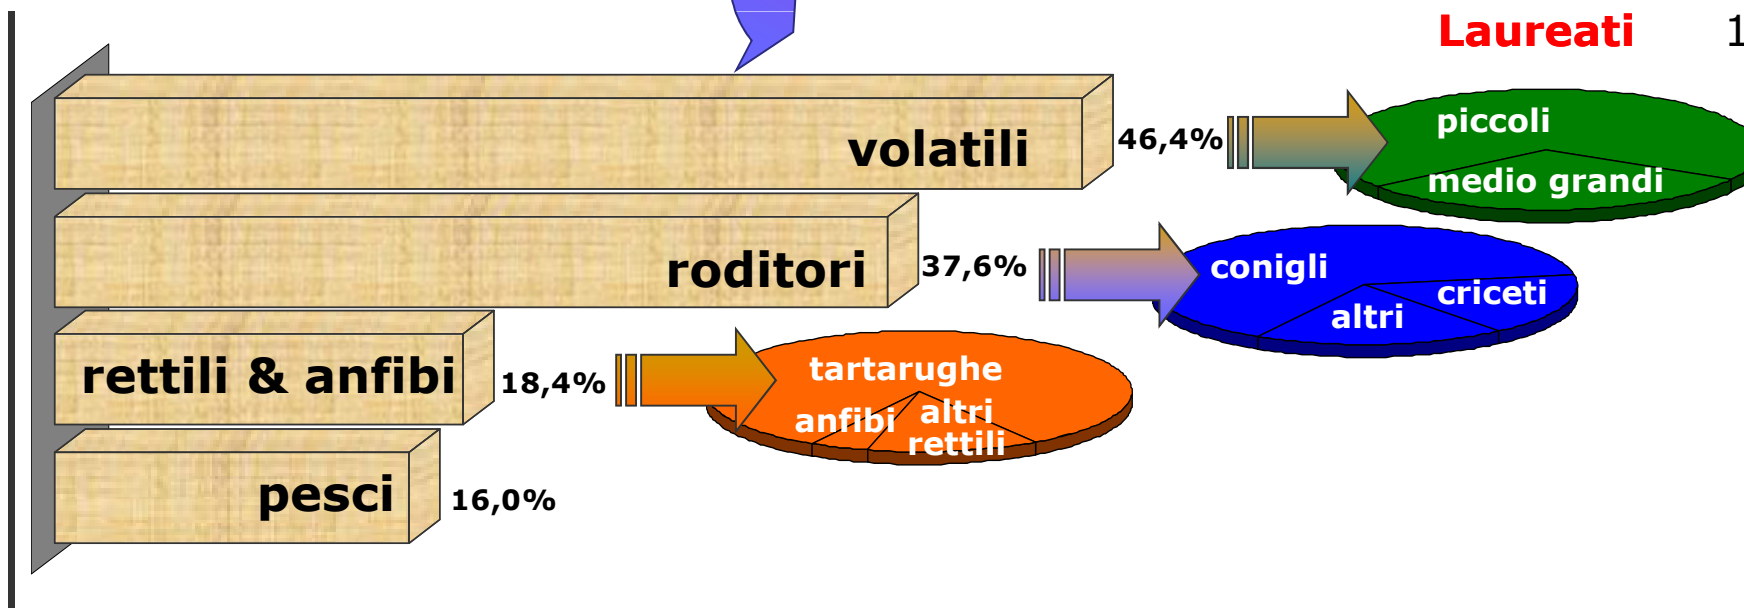 Laureati 1
volatili 46,4%
piccoli
medio grandi
roditori 37,6%
conigli
criceti
altri
rettili & anfibi 18,4%
tartarughe
anfibi
altri
rettili
pesci 16,0%